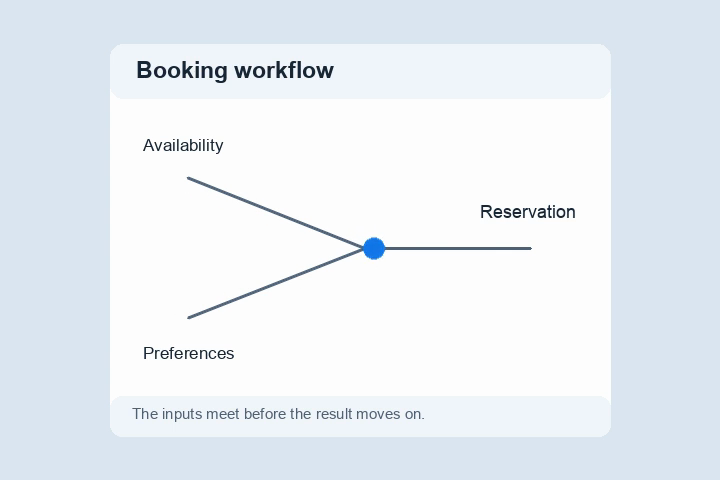 Booking workflow
Availability
Reservation
Preferences
The inputs meet before the result moves on.